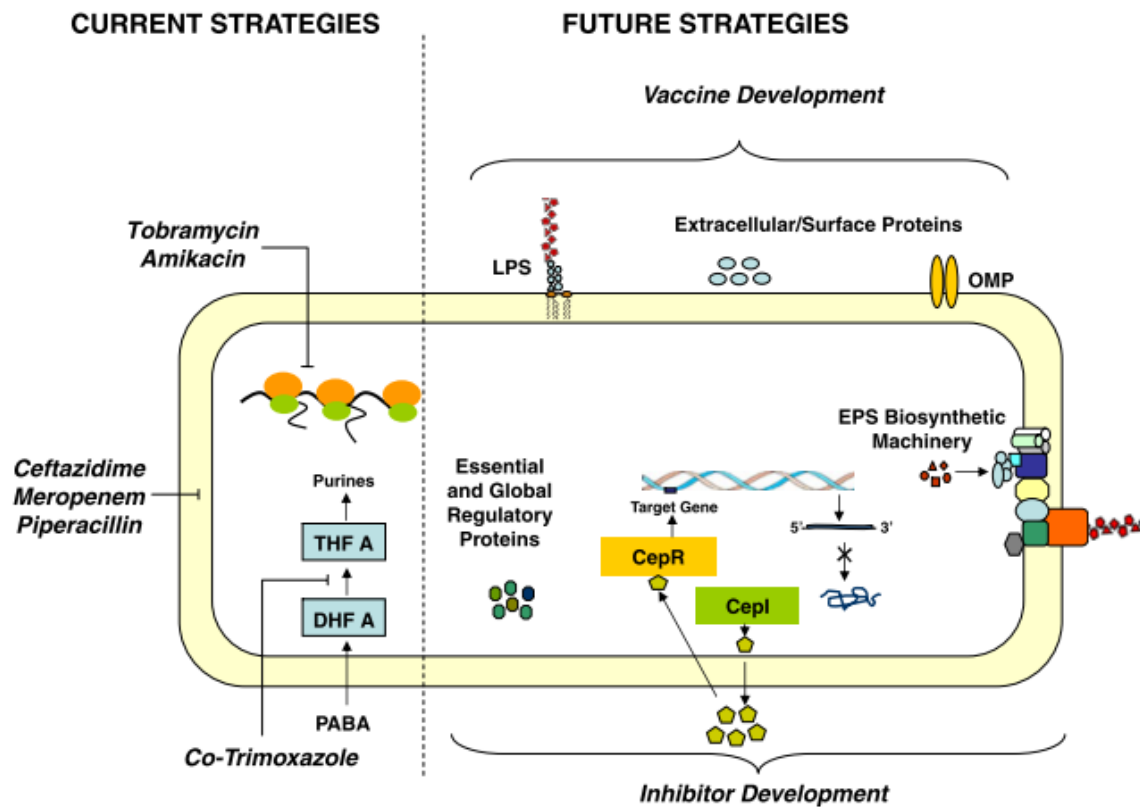 CURRENT STRATEGIES
FUTURE STRATEGIES
Vaccine Development
Tobramycin
Amikacin
LPS
Extracellular/Surface Proteins
OMP
Ceftazidime
Meropenem
Piperacillin
Purines
THF A
DHF A
PABA
Co-Trimoxazole
Essential
and Global
Regulatory
Proteins
Target Gene
CepR
CepI
5'
3'
EPS Biosynthetic
Machinery
Inhibitor Development